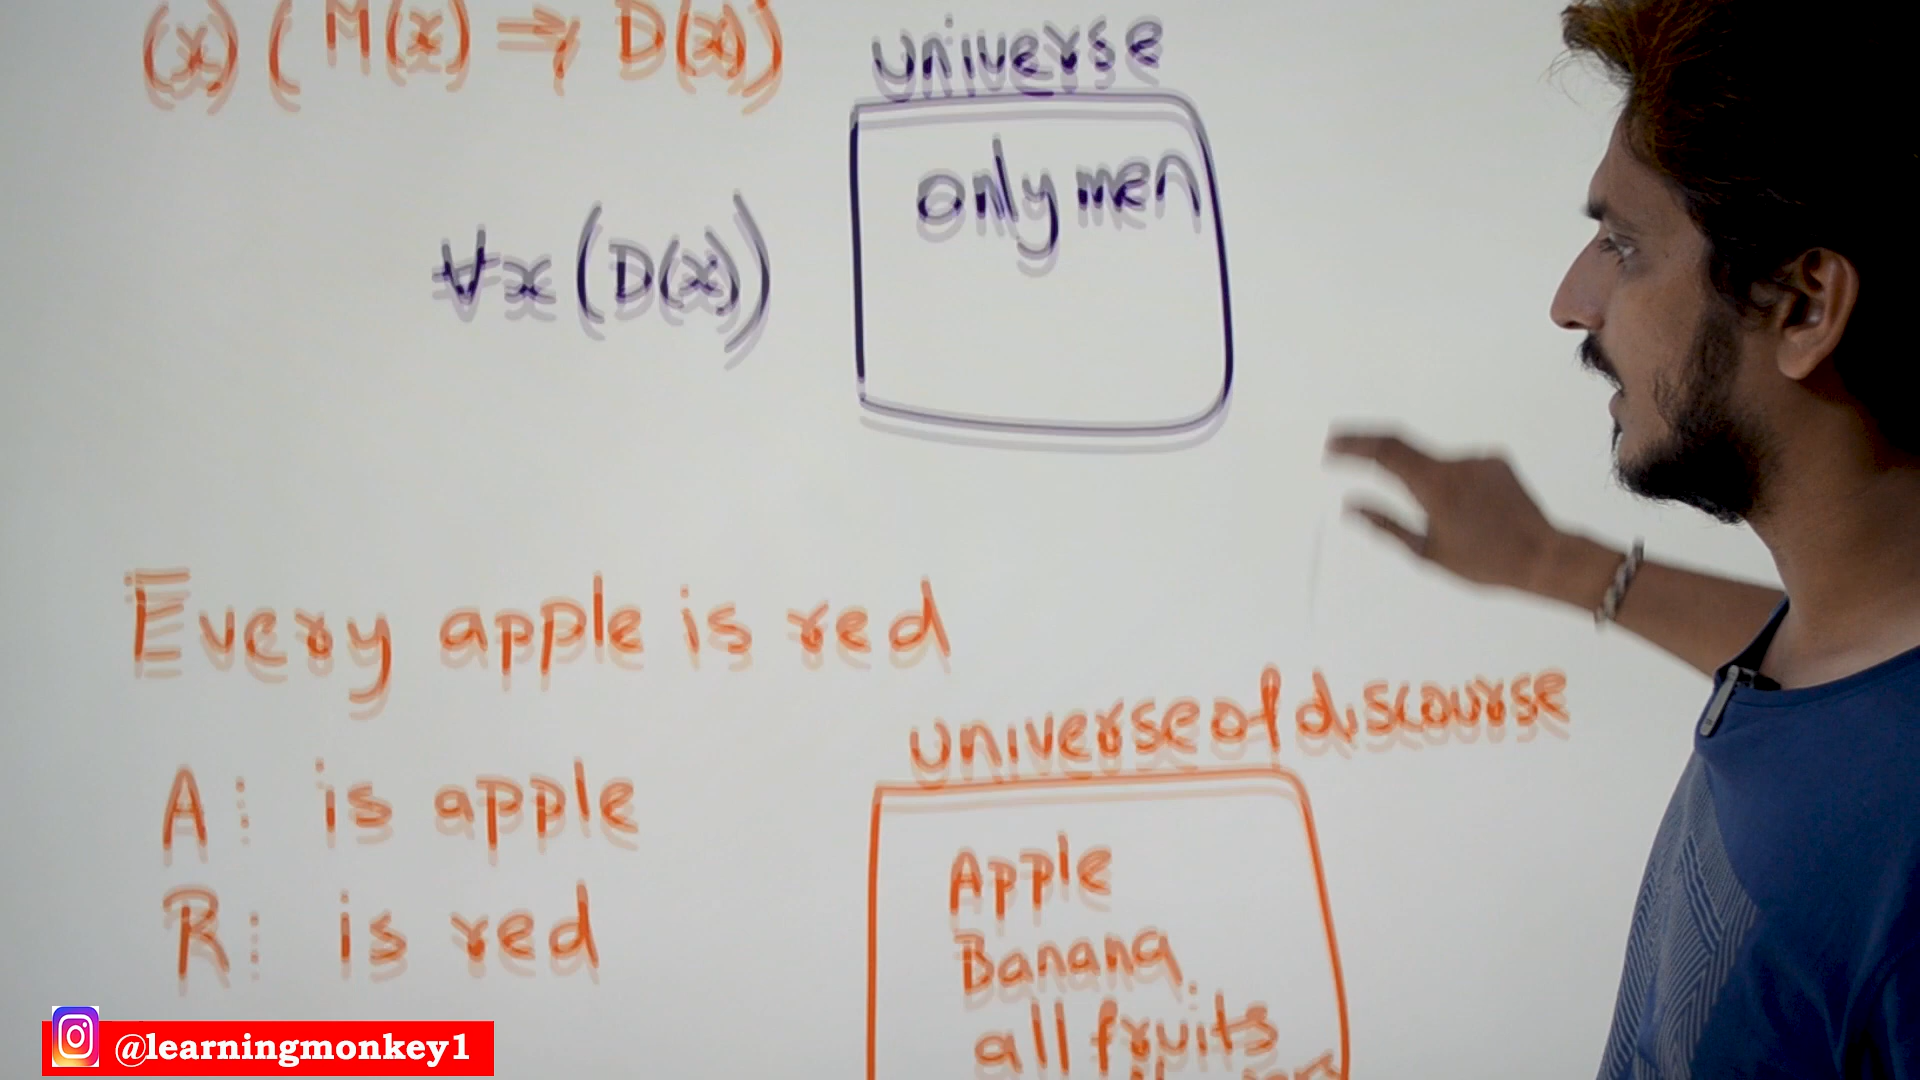 (x) ( M(x) ⇒ D(x))
universe
only men
∀x (D(x))
Every apple is red
universe of discourse
A: is apple
R: is red
Apple
Banana
all fruits
@learningmonkey1